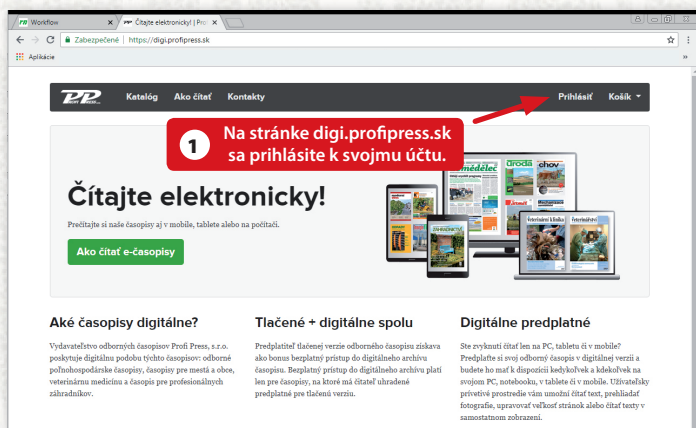 Workflow
Čítajte elektronicky! | Pro
Zabezpečené | https://digi.profipress.sk
Aplikácie
PP
Katalóg Ako čítať Kontakty Prihlásiť Košík
1 Na stránke digi.profipress.sk
sa prihlásite k svojmu účtu.
Čítajte elektronicky!
Prečítajte si naše časopisy aj v mobile, tablete alebo na počítači.
Ako čítať e-časopisy
Aké časopisy digitálne?
Vydavateľstvo odborných časopisov Profi Press, s.r.o.
poskytuje digitálnu podobu týchto časopisov: odborné
poľnohospodárske časopisy, časopisy pre mestá a obce,
veterinárnu medicínu a časopis pre profesionálnych
záhradníkov.
Tlačené + digitálne spolu
Predplatiteľ tlačenej verzie odborného časopisu získava
ako bonus bezplatný prístup do digitálneho archívu
časopisu. Bezplatný prístup do digitálneho archívu platí
len pre časopisy, na ktoré má čitateľ uhradené
predplatné pre tlačenú verziu.
Digitálne predplatné
Ste zvyknutí čítať len na PC, tabletu či v mobile?
Predplaťte si svoj odborný časopis v digitálnej verzii a
budete ho mať k dispozícii kedykoľvek a kdekoľvek na
svojom PC, notebooku, v tablete či v mobile. Užívateľsky
prívetivé prostredie vám umožní čítať text, prehliadať
fotografie, upravovať veľkosť stránok alebo čítať texty v
samostatnom zobrazení.